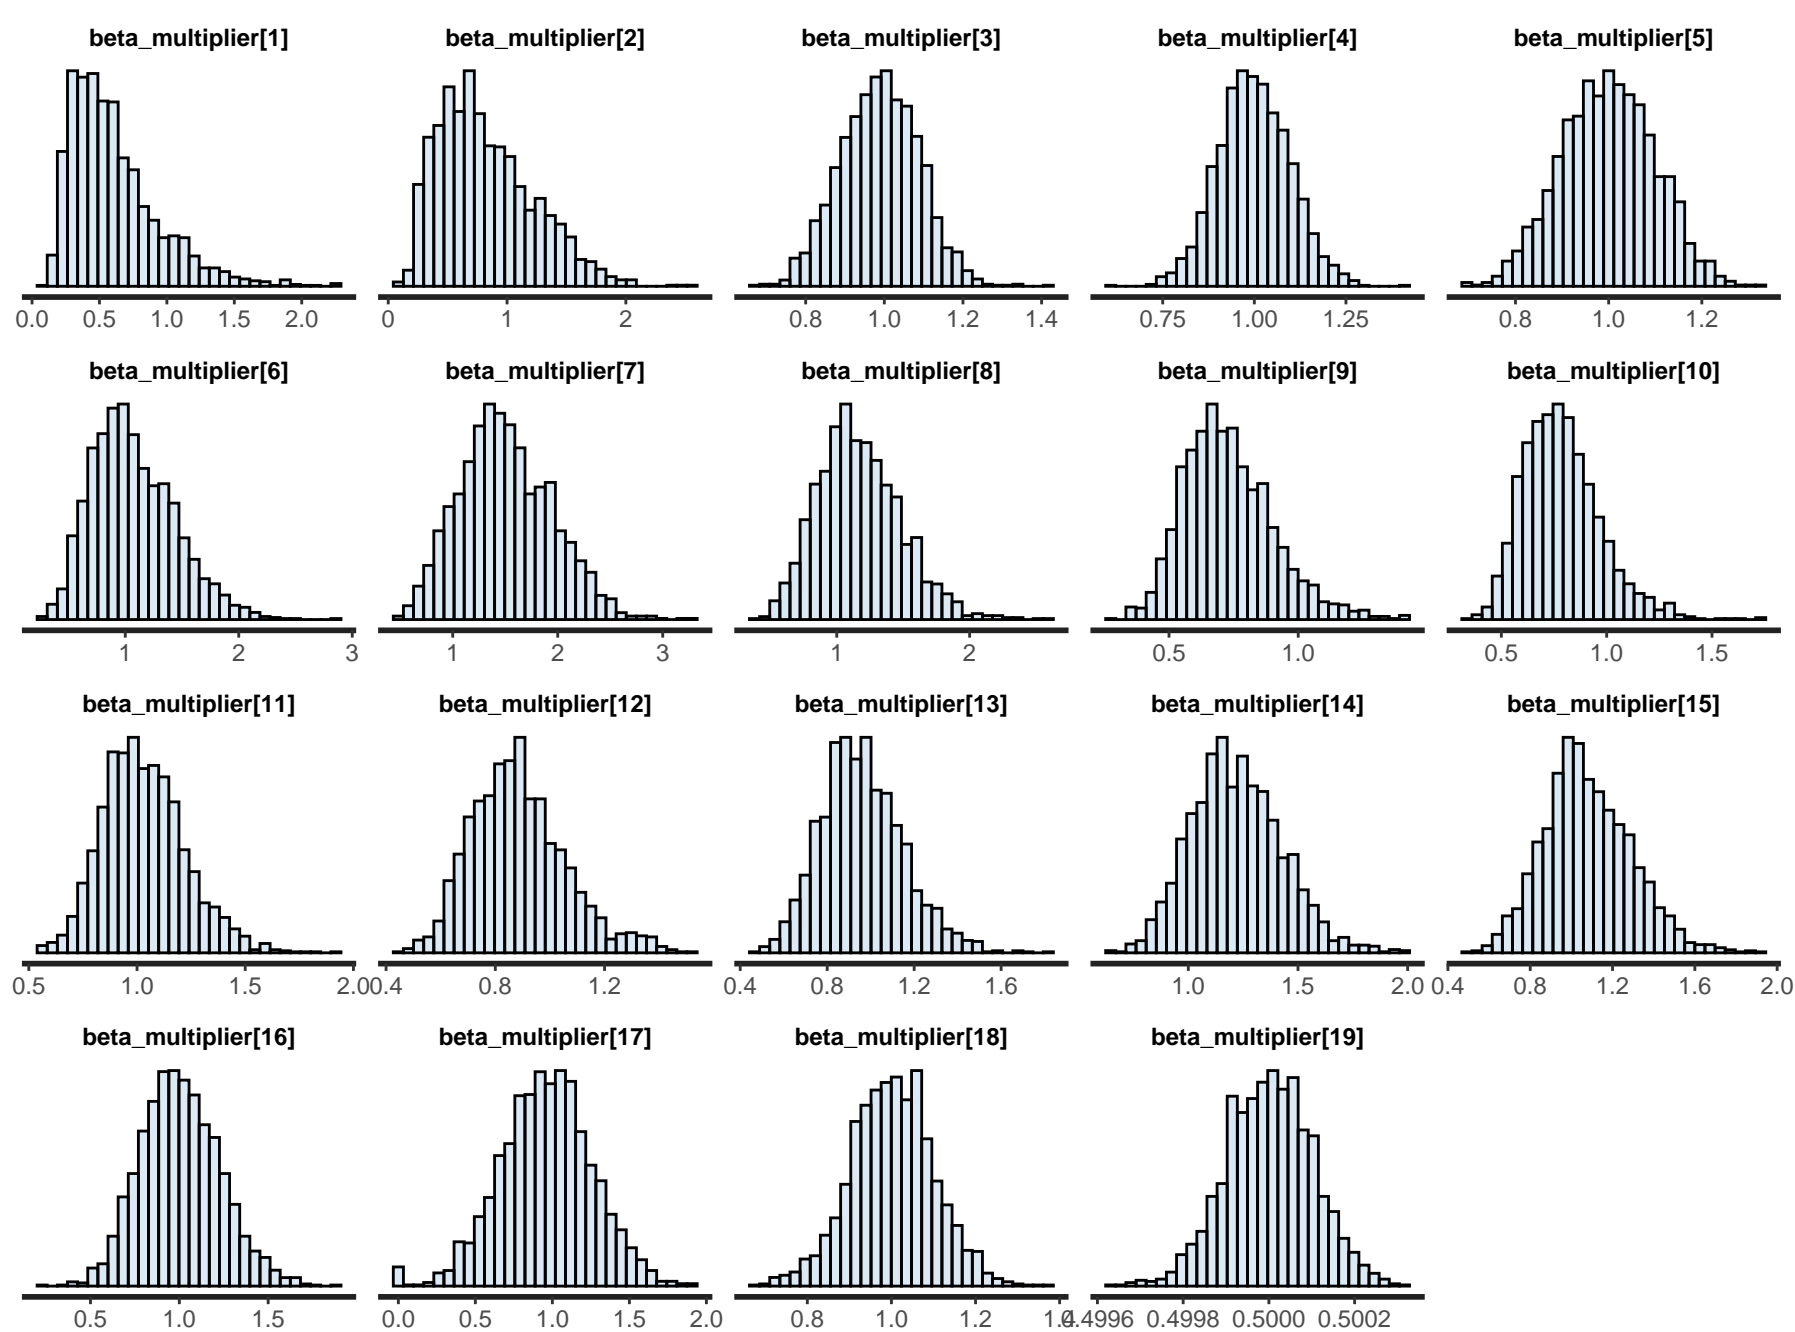 beta_multiplier[1] beta_multiplier[2] beta_multiplier[3] beta_multiplier[4] beta_multiplier[5]
0.0 0.5 1.0 1.5 2.0 0 1 2 0.8 1.0 1.2 1.4 0.75 1.00 1.25 0.8 1.0 1.2
beta_multiplier[6] beta_multiplier[7] beta_multiplier[8] beta_multiplier[9] beta_multiplier[10]
1 2 3 1 2 3 1 2 0.5 1.0 0.5 1.0 1.5
beta_multiplier[11] beta_multiplier[12] beta_multiplier[13] beta_multiplier[14] beta_multiplier[15]
0.5 1.0 1.5 2.0 0.4 0.8 1.2 0.4 0.8 1.2 1.6 1.0 1.5 2.0 0.4 0.8 1.2 1.6 2.0
beta_multiplier[16] beta_multiplier[17] beta_multiplier[18] beta_multiplier[19]
0.5 1.0 1.5 0.0 0.5 1.0 1.5 2.0 0.8 1.0 1.2 1.4 0.4996 0.4998 0.5000 0.5002